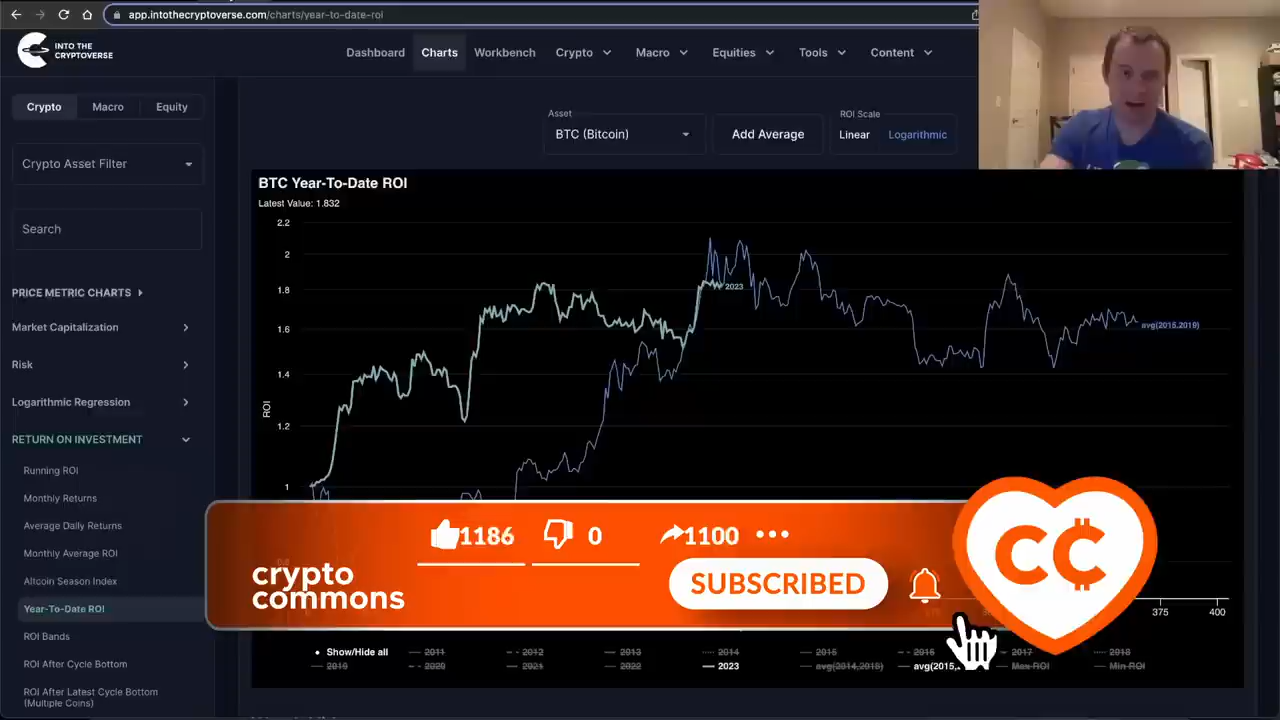 app.intothecryptoverse.com/charts/year-to-date-roi
INTO THE
CRYPTOVERSE
Dashboard
Charts
Workbench
Crypto
Macro
Equities
Tools
Content
Crypto
Macro
Equity
Crypto Asset Filter
Search
PRICE METRIC CHARTS
Market Capitalization
Risk
Logarithmic Regression
RETURN ON INVESTMENT
Running ROI
Monthly Returns
Average Daily Returns
Monthly Average ROI
Altcoin Season Index
Year-To-Date ROI
ROI Bands
ROI After Cycle Bottom
ROI After Latest Cycle Bottom
(Multiple Coins)
Asset
BTC (Bitcoin)
Add Average
ROI Scale
Linear
Logarithmic
BTC Year-To-Date ROI
Latest Value: 1.832
2.2
2
1.8
1.6
1.4
1.2
1
ROI
2023
avg(2015,2019)
375
400
crypto
commons
1186
0
1100
SUBSCRIBED
CC
Show/Hide all
2011
2012
2013
2014
2015
2016
2017
2018
2019
2020
2021
2022
2023
avg(2014,2018)
avg(2015,2
Max ROI
Min ROI